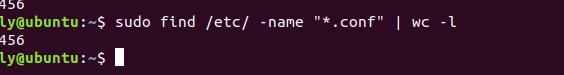 456
ly@ubuntu:~$ sudo find /etc/ -name "*.conf" | wc -l
456
ly@ubuntu:~$